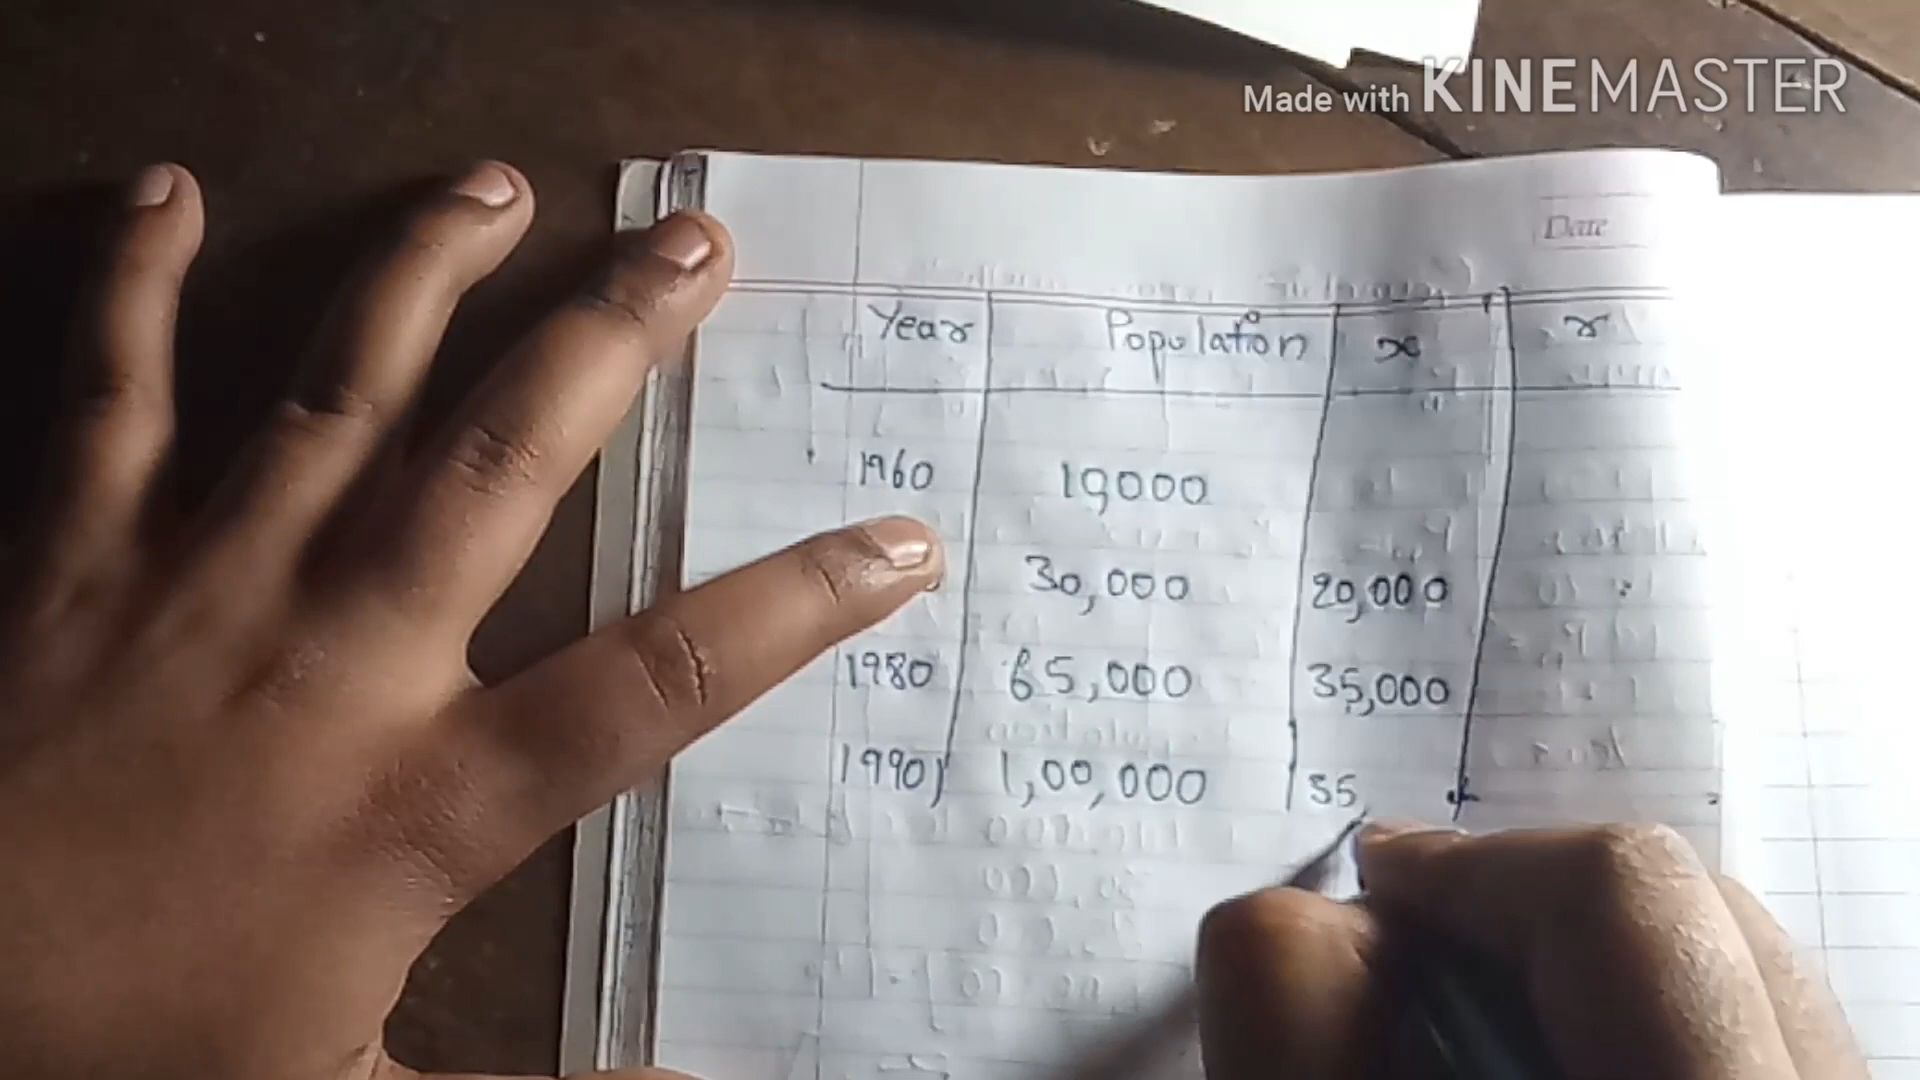 Made with KINEMASTER
Date
Year Population x r
1960 10000
30,000 20,000
1980 65,000 35,000
1990 1,00,000 35,